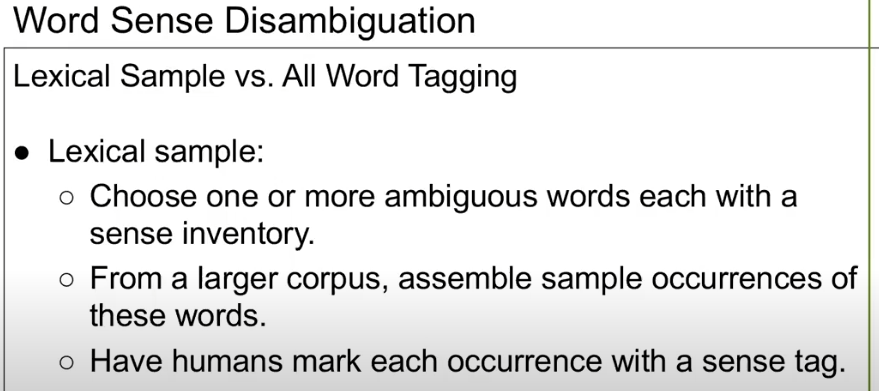 Word Sense Disambiguation
Lexical Sample vs. All Word Tagging
● Lexical sample:
○ Choose one or more ambiguous words each with a
sense inventory.
○ From a larger corpus, assemble sample occurrences of
these words.
○ Have humans mark each occurrence with a sense tag.